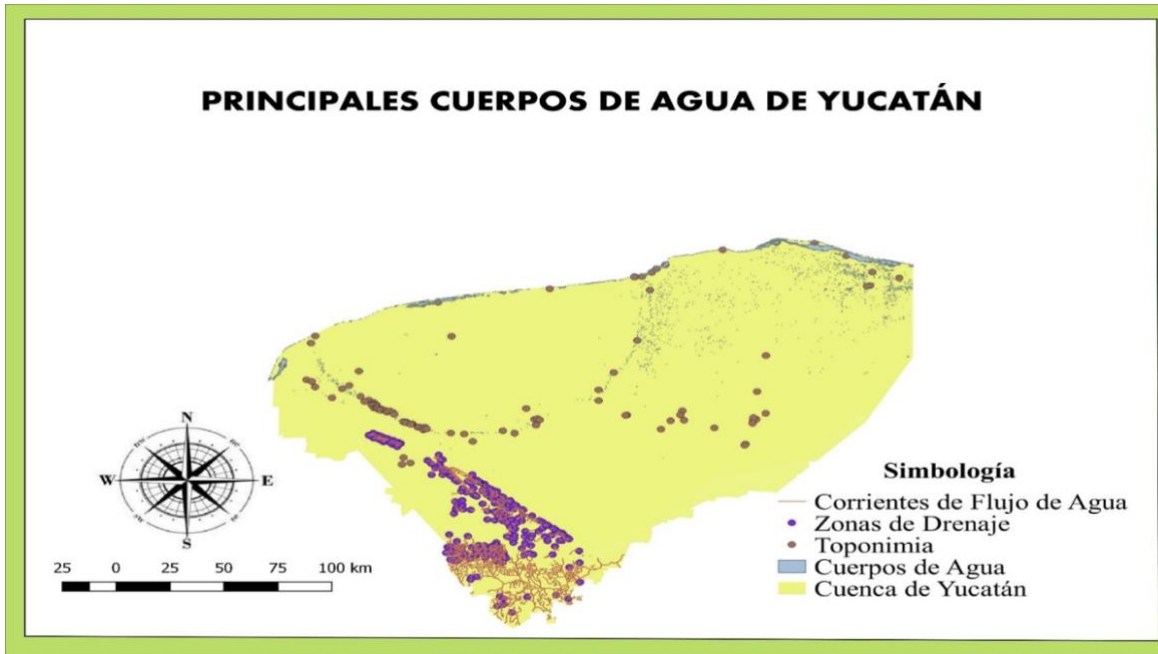 PRINCIPALES CUERPOS DE AGUA DE YUCATÁN
N
W
E
S
Simbología
Corrientes de Flujo de Agua
Zonas de Drenaje
Toponimia
Cuerpos de Agua
Cuenca de Yucatán
25 0 25 50 75 100 km